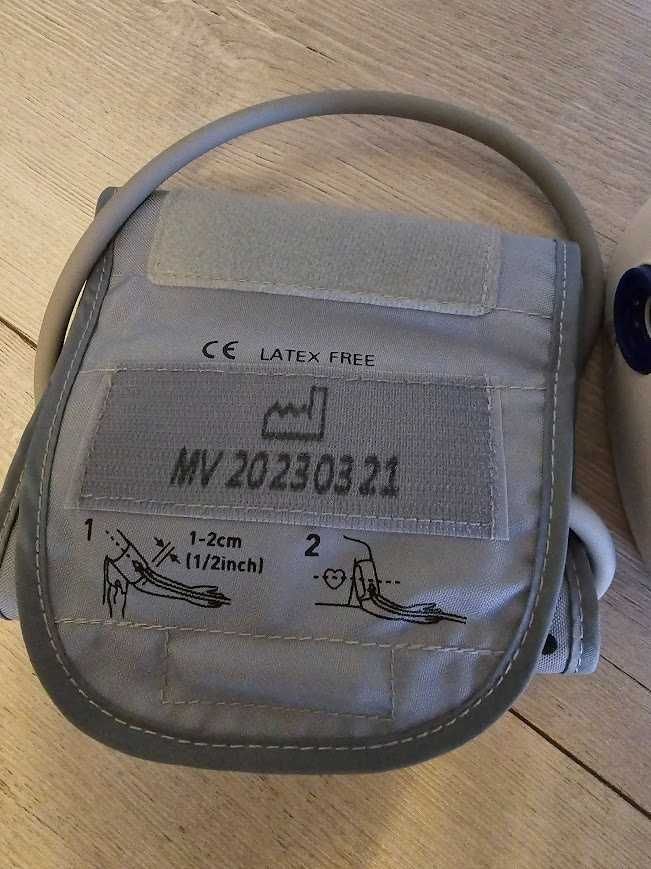 CE LATEX FREE
MV 20230321
1 1-2cm
(1/2inch)
2